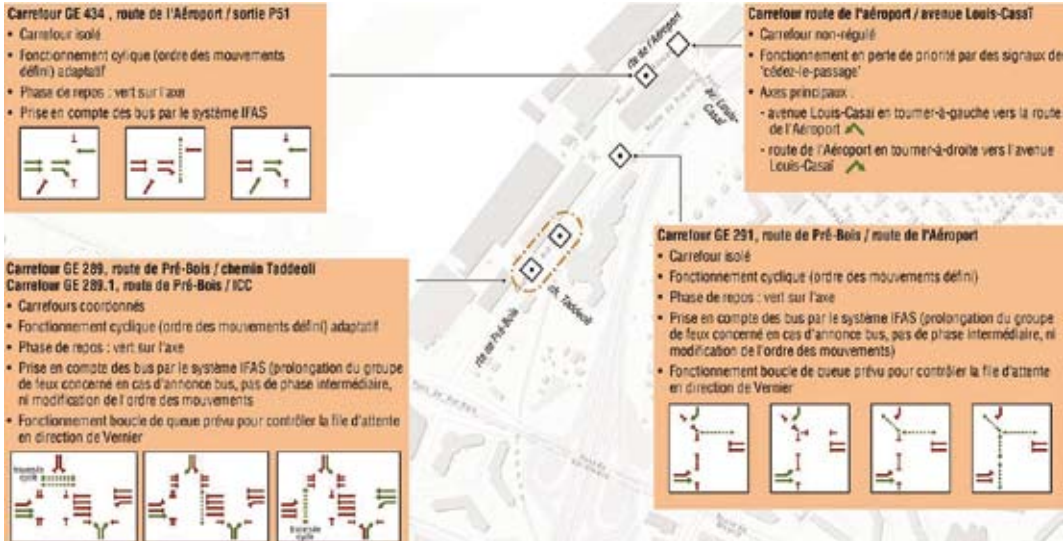 Carrefour GE 434 , route de l'Aéroport / sortie P51
• Carrefour isolé
• Fonctionnement cylique (ordre des mouvements
défini) adaptatif
• Phase de repos : vert sur l'axe
• Prise en compte des bus par le système IFAS
Carrefour GE 289, route de Pré-Bois / chemin Taddeoli
Carrefour GE 289.1, route de Pré-Bois / ICC
• Carrefours coordonnés
• Fonctionnement cyclique (ordre des mouvements défini) adaptatif
• Phase de repos : vert sur l'axe
• Prise en compte des bus par le système IFAS (prolongation du groupe
de feux concerné en cas d'annonce bus, pas de phase intermédiaire,
ni modification de l'ordre des mouvements
• Fonctionnement boucle de queue prévu pour contrôler la file d'attente
en direction de Vernier
traversée
cycle
traversée
cycle
rte de l'Aéroport
av. Louis-
Casaï
ch. Taddeoli
rte de Pré-Bois
Carrefour route de l'aéroport / avenue Louis-Casaï
• Carrefour non-régulé
• Fonctionnement en perte de priorité par des signaux de
'cédez-le-passage'
• Axes principaux :
- avenue Louis-Casaï en tourner-à-gauche vers la route
de l'Aéroport
- route de l'Aéroport en tourner-à-droite vers l'avenue
Louis-Casaï
Carrefour GE 291, route de Pré-Bois / route de l'Aéroport
• Carrefour isolé
• Fonctionnement cyclique (ordre des mouvements défini)
• Phase de repos : vert sur l'axe
• Prise en compte des bus par le système IFAS (prolongation du groupe
de feux concerné en cas d'annonce bus, pas de phase intermédiaire, ni
modification de l'ordre des mouvements)
• Fonctionnement boucle de queue prévu pour contrôler la file d'attente
en direction de Vernier